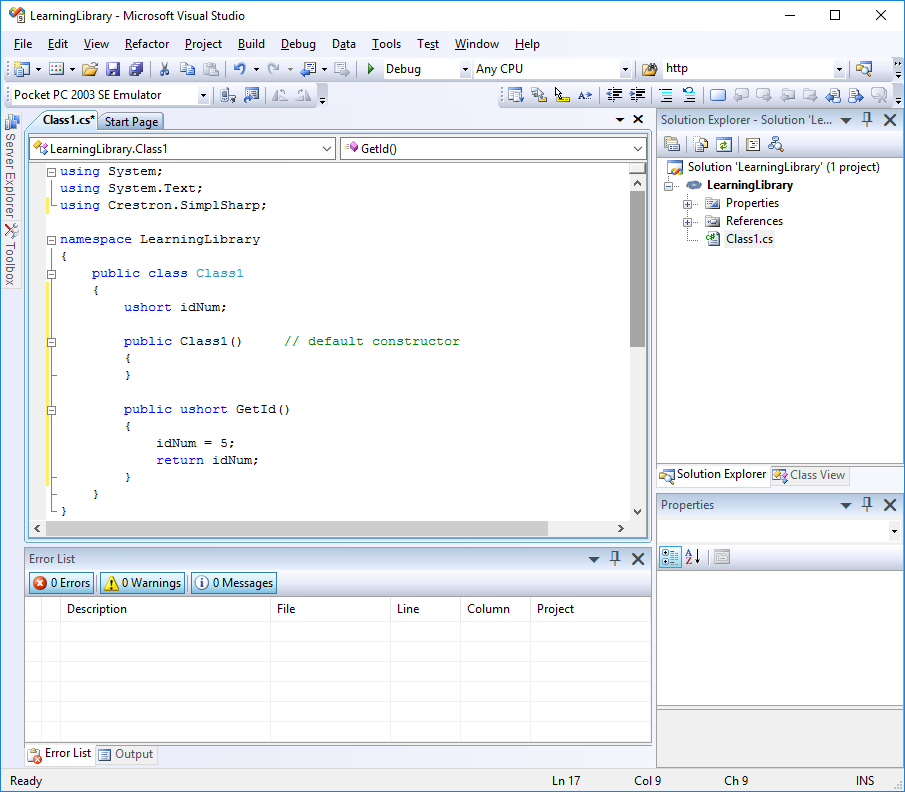 LearningLibrary - Microsoft Visual Studio
File Edit View Refactor Project Build Debug Data Tools Test Window Help
Debug Any CPU http
Pocket PC 2003 SE Emulator
Server Explorer
Toolbox
Class1.cs* Start Page
LearningLibrary.Class1 GetId()
using System;
using System.Text;
using Crestron.SimplSharp;
namespace LearningLibrary
{
public class Class1
{
ushort idNum;
public Class1() // default constructor
{
}
public ushort GetId()
{
idNum = 5;
return idNum;
}
}
}
Solution Explorer - Solution 'Le...
Solution 'LearningLibrary' (1 project)
LearningLibrary
Properties
References
Class1.cs
Solution Explorer Class View
Properties
Error List
0 Errors 0 Warnings 0 Messages
Description File Line Column Project
Error List Output
Ready Ln 17 Col 9 Ch 9 INS